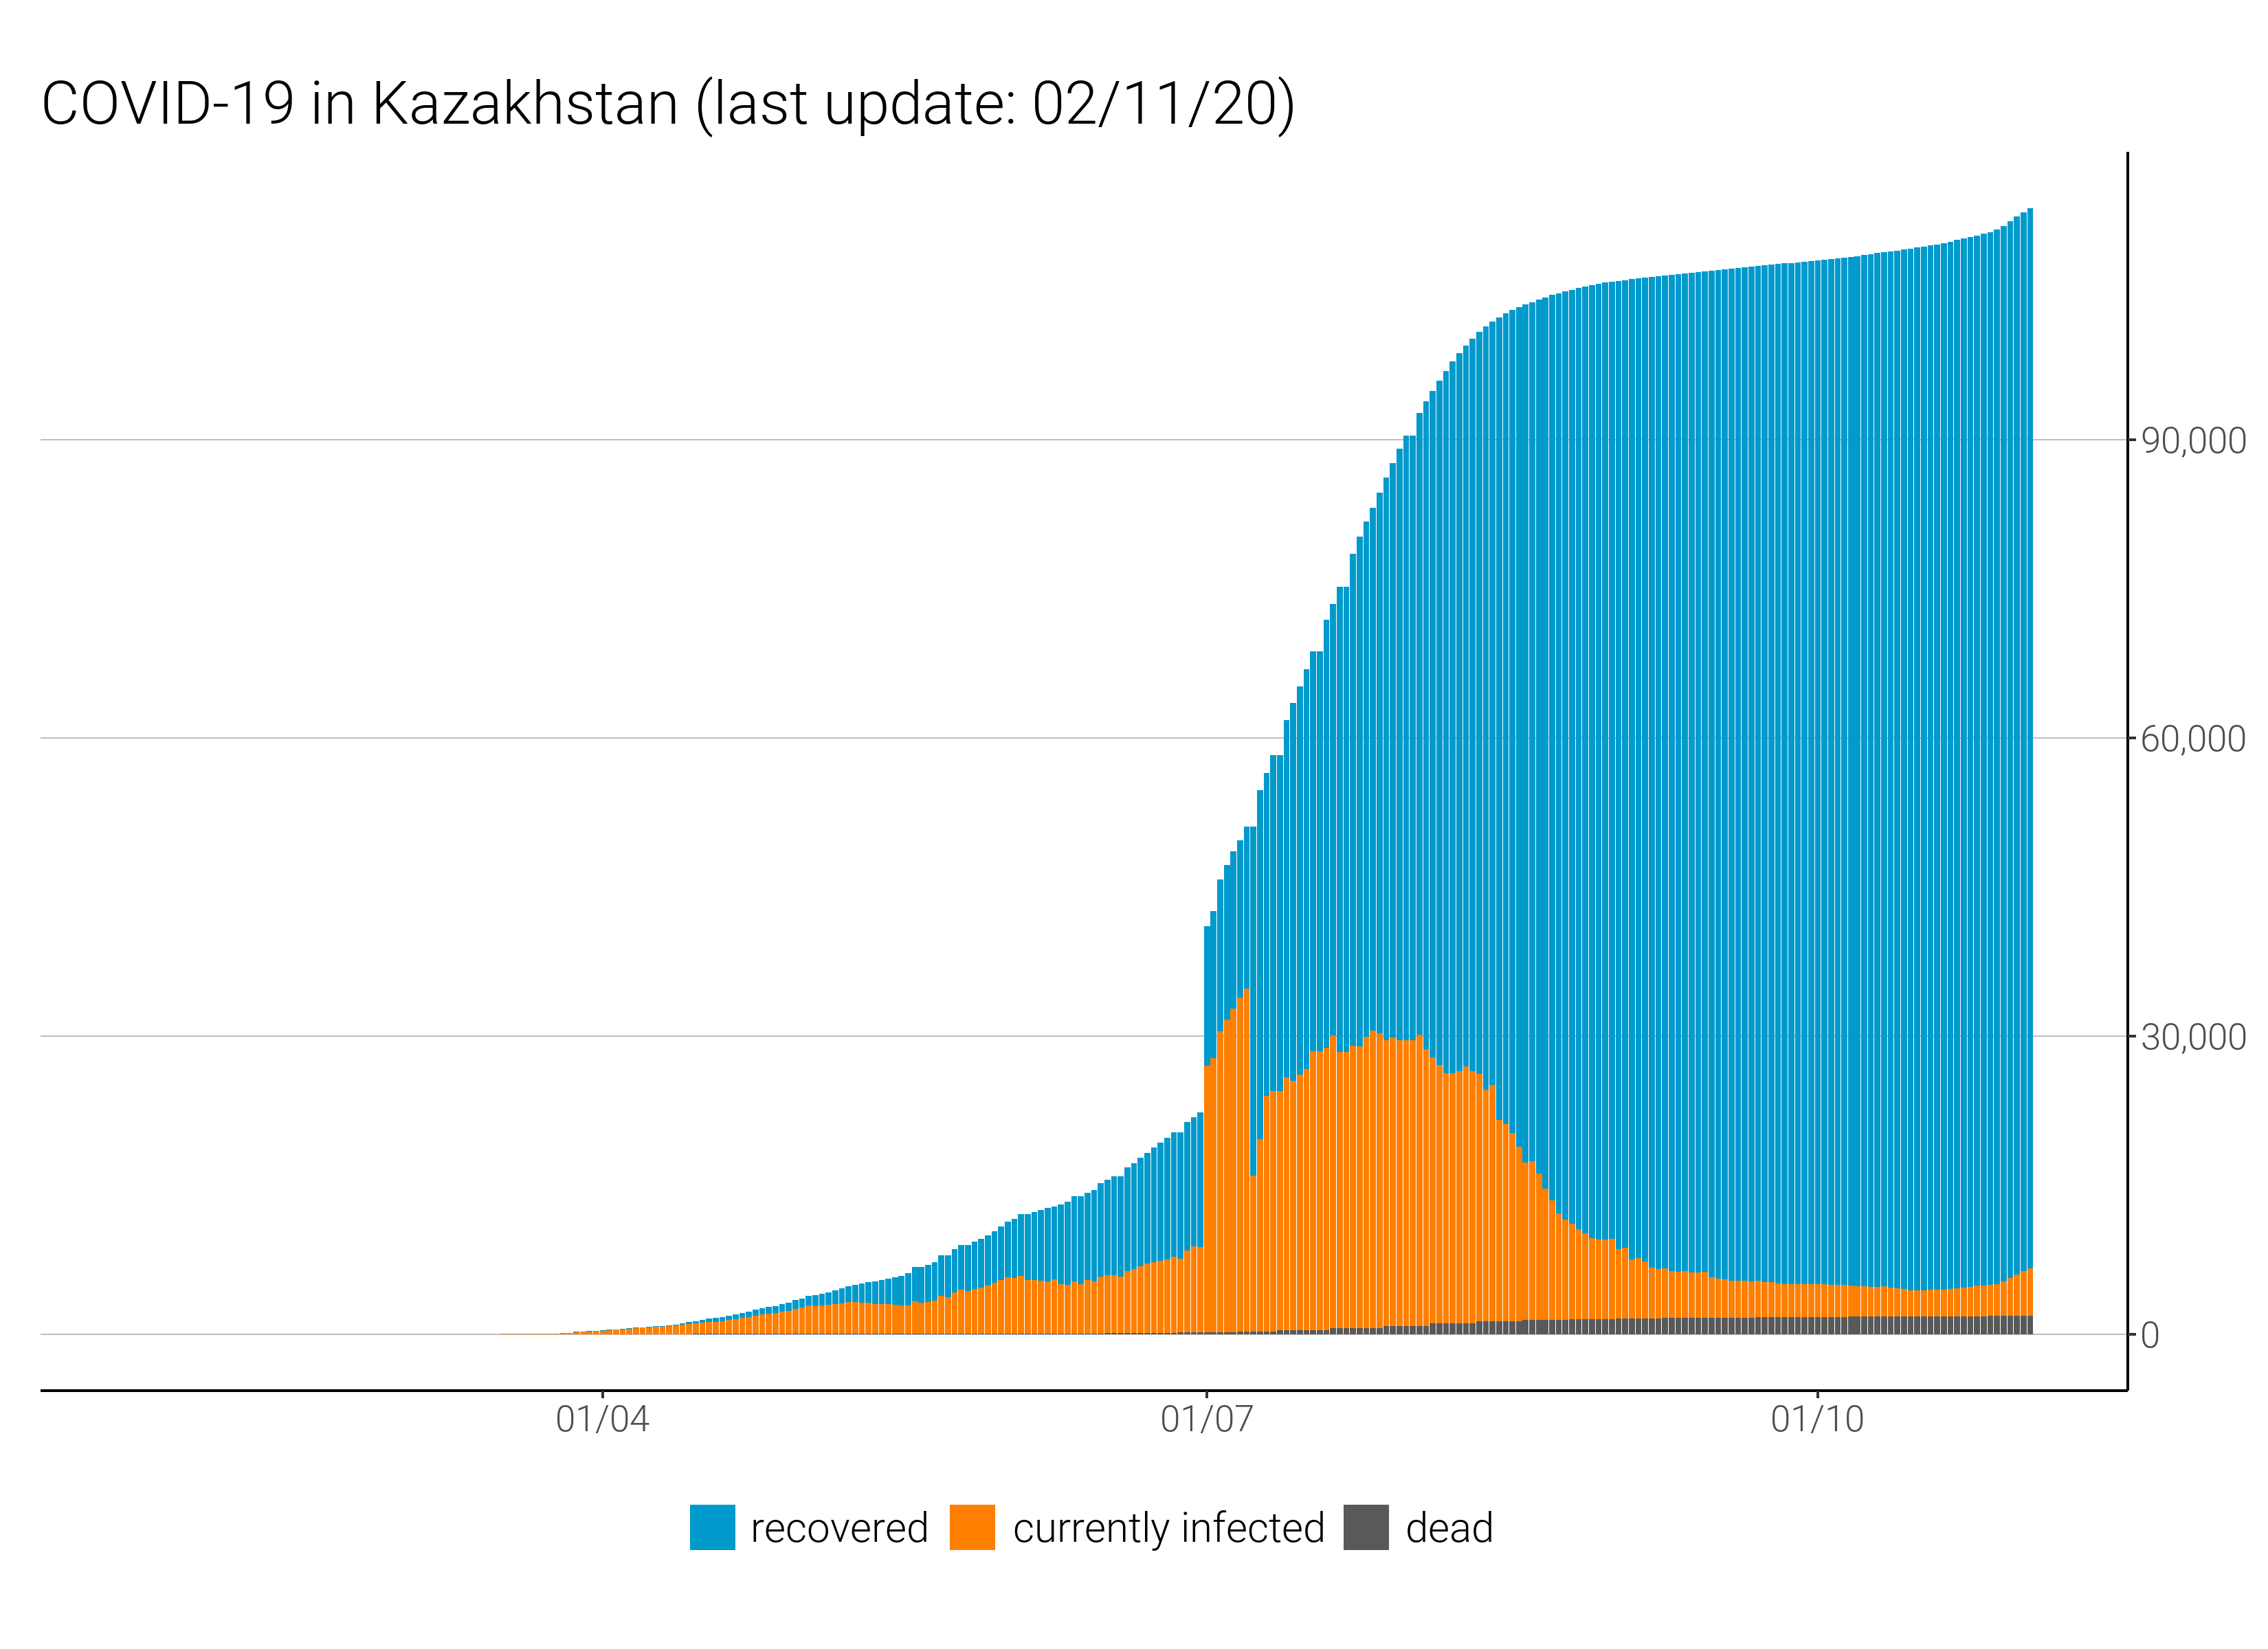 COVID-19 in Kazakhstan (last update: 02/11/20)
90,000
60,000
30,000
0
01/04 01/07 01/10
recovered currently infected dead